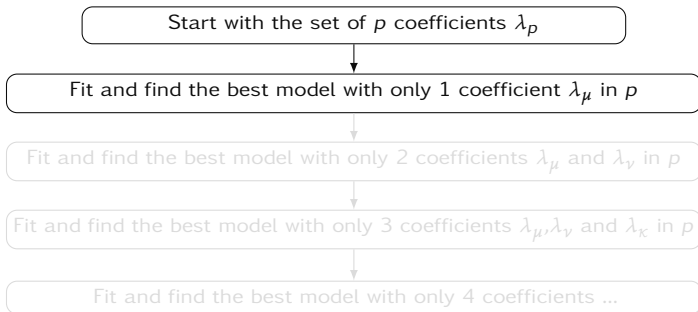 Start with the set of p coefficients λₚ
Fit and find the best model with only 1 coefficient λ_μ in p
Fit and find the best model with only 2 coefficients λ_μ and λ_ν in p
Fit and find the best model with only 3 coefficients λ_μ,λ_ν and λ_κ in p
Fit and find the best model with only 4 coefficients ...